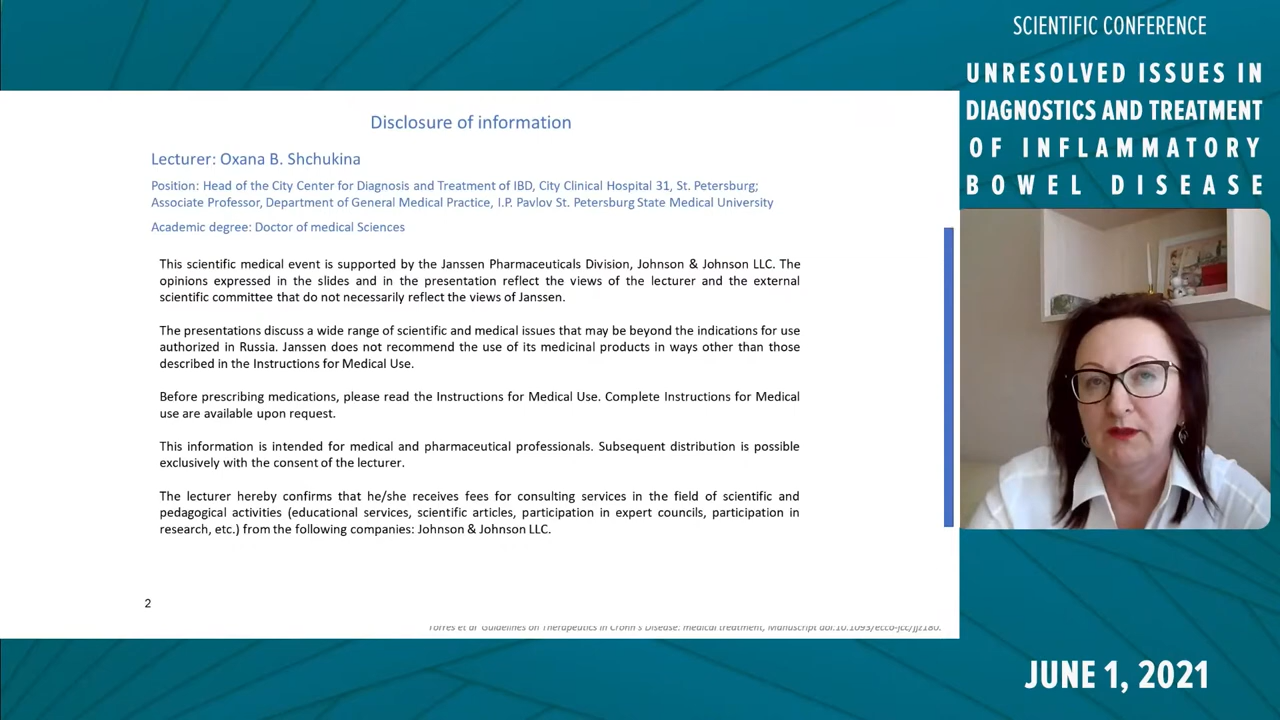 SCIENTIFIC CONFERENCE
UNRESOLVED ISSUES IN
DIAGNOSTICS AND TREATMENT
OF INFLAMMATORY
BOWEL DISEASE
Disclosure of information
Lecturer: Oxana B. Shchukina
Position: Head of the City Center for Diagnosis and Treatment of IBD, City Clinical Hospital 31, St. Petersburg;
Associate Professor, Department of General Medical Practice, I.P. Pavlov St. Petersburg State Medical University
Academic degree: Doctor of medical Sciences
This scientific medical event is supported by the Janssen Pharmaceuticals Division, Johnson & Johnson LLC. The
opinions expressed in the slides and in the presentation reflect the views of the lecturer and the external
scientific committee that do not necessarily reflect the views of Janssen.
The presentations discuss a wide range of scientific and medical issues that may be beyond the indications for use
authorized in Russia. Janssen does not recommend the use of its medicinal products in ways other than those
described in the Instructions for Medical Use.
Before prescribing medications, please read the Instructions for Medical Use. Complete Instructions for Medical
use are available upon request.
This information is intended for medical and pharmaceutical professionals. Subsequent distribution is possible
exclusively with the consent of the lecturer.
The lecturer hereby confirms that he/she receives fees for consulting services in the field of scientific and
pedagogical activities (educational services, scientific articles, participation in expert councils, participation in
research, etc.) from the following companies: Johnson & Johnson LLC.
2
Torres et al Guidelines on Therapeutics in Crohn's Disease: medical treatment, Manuscript doi:10.1093/ecco-jcc/jjz180.
JUNE 1, 2021